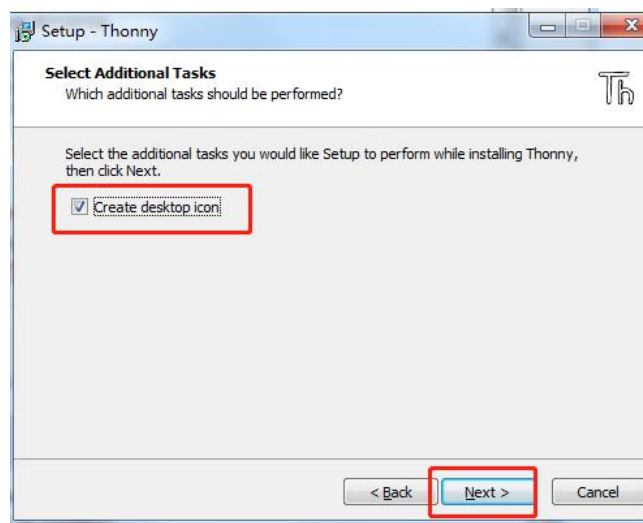 Setup - Thonny
Select Additional Tasks
Which additional tasks should be performed?
Th
Select the additional tasks you would like Setup to perform while installing Thonny,
then click Next.
Create desktop icon
< Back
Next >
Cancel